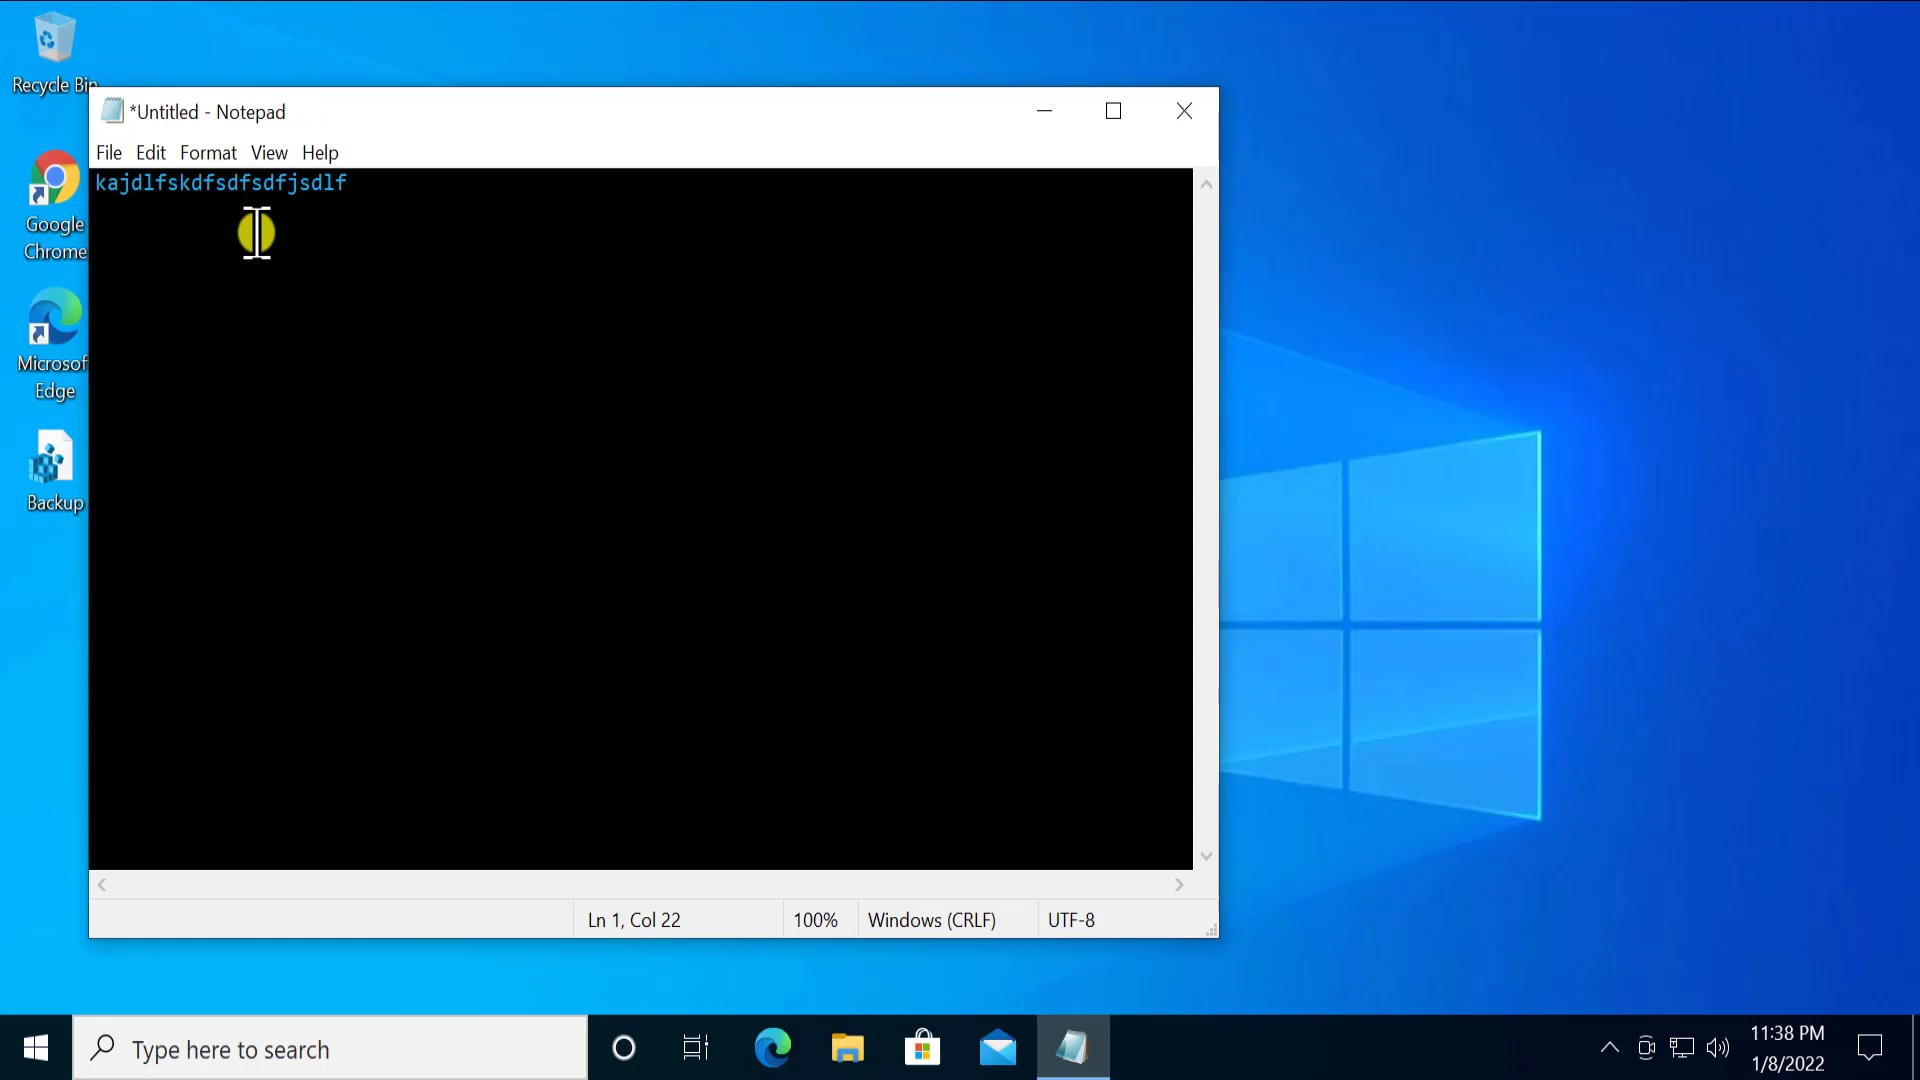 Recycle Bin
*Untitled - Notepad
File Edit Format View Help
kajdlfskdfsdfsdfjsdlf
Google
Chrome
Microsof
Edge
Backup
Ln 1, Col 22
100%
Windows (CRLF)
UTF-8
Type here to search
11:38 PM
1/8/2022